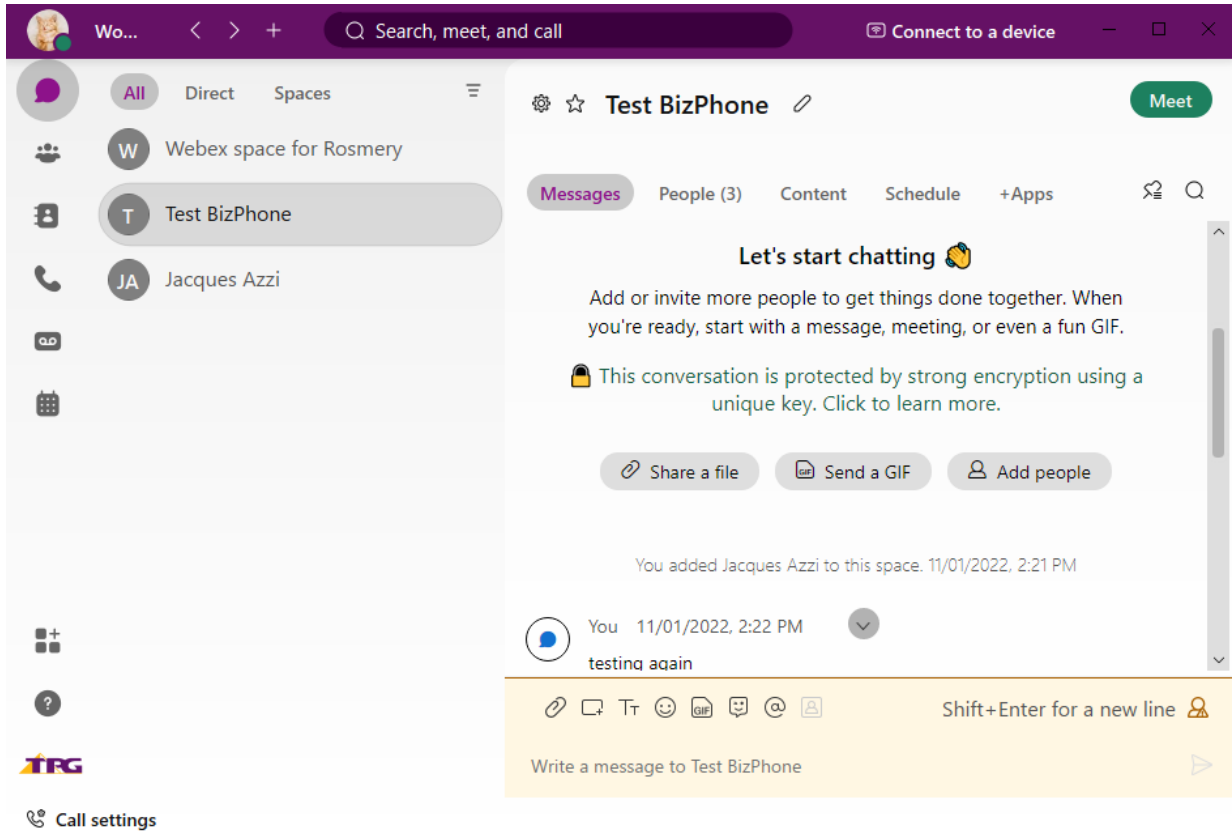 Wo...
Search, meet, and call
Connect to a device
All
Direct
Spaces
W
Webex space for Rosmery
T
Test BizPhone
JA
Jacques Azzi
TPG
Call settings
Test BizPhone
Meet
Messages
People (3)
Content
Schedule
+Apps
Let's start chatting 👏
Add or invite more people to get things done together. When
you're ready, start with a message, meeting, or even a fun GIF.
🔒 This conversation is protected by strong encryption using a
unique key. Click to learn more.
Share a file
GIF
Send a GIF
Add people
You added Jacques Azzi to this space. 11/01/2022, 2:21 PM
You 11/01/2022, 2:22 PM
testing again
GIF
Shift+Enter for a new line
Write a message to Test BizPhone